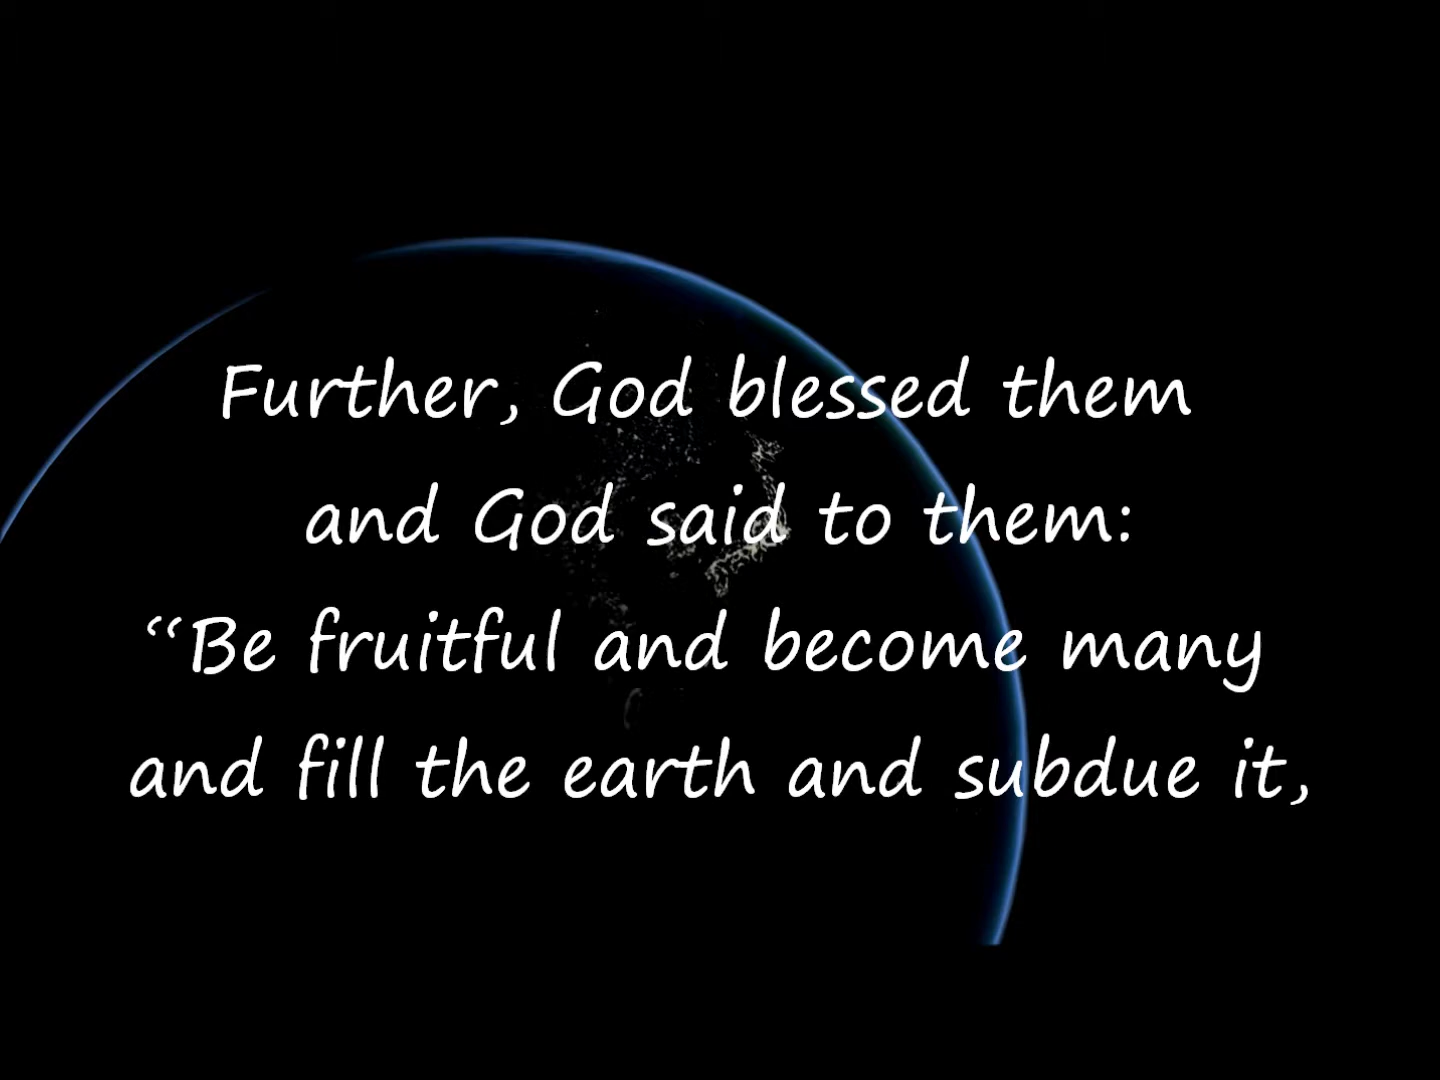 Further, God blessed them
and God said to them:
“Be fruitful and become many
and fill the earth and subdue it,